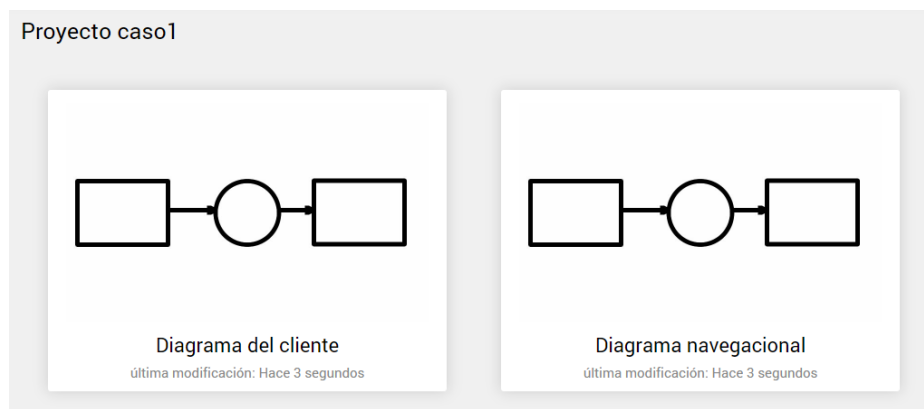 Proyecto caso1
Diagrama del cliente
última modificación: Hace 3 segundos
Diagrama navegacional
última modificación: Hace 3 segundos